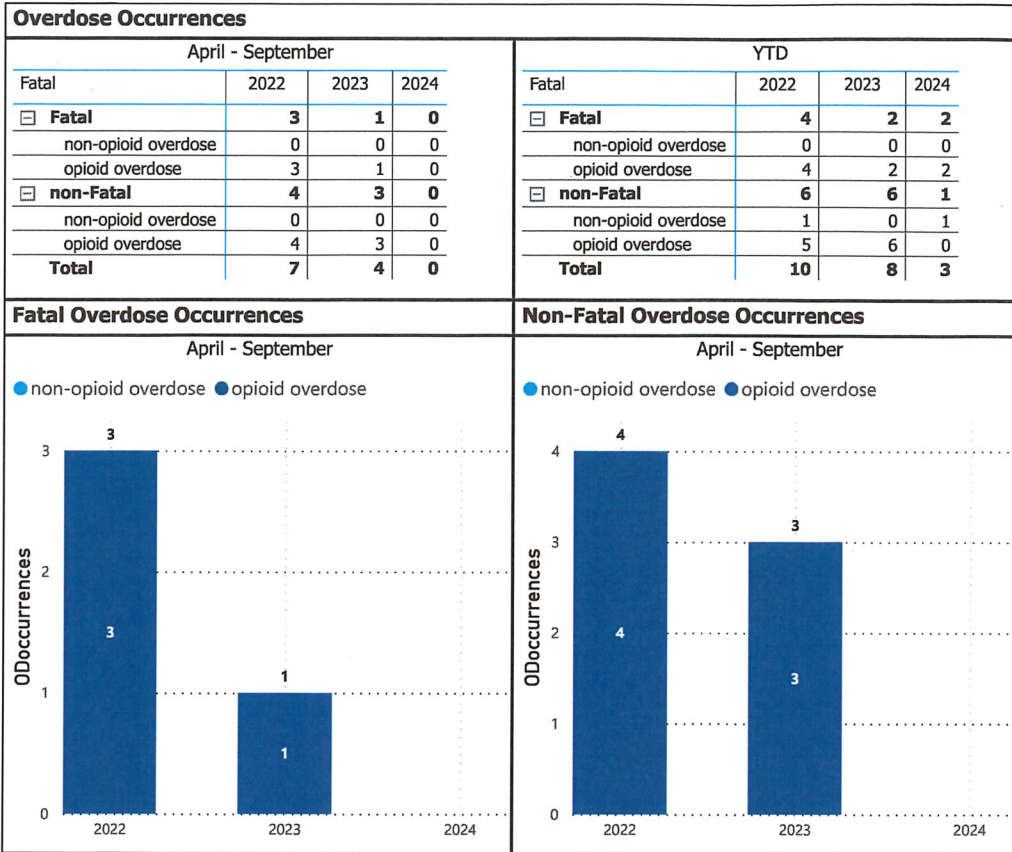 Overdose Occurrences
April - September
Fatal 2022 2023 2024
Fatal 3 1 0
non-opioid overdose 0 0 0
opioid overdose 3 1 0
non-Fatal 4 3 0
non-opioid overdose 0 0 0
opioid overdose 4 3 0
Total 7 4 0
YTD
Fatal 2022 2023 2024
Fatal 4 2 2
non-opioid overdose 0 0 0
opioid overdose 4 2 2
non-Fatal 6 6 1
non-opioid overdose 1 0 1
opioid overdose 5 6 0
Total 10 8 3
Fatal Overdose Occurrences
April - September
non-opioid overdose opioid overdose
3
3
2
3
1
1
1
0
ODoccurrences
2022 2023 2024
Non-Fatal Overdose Occurrences
April - September
non-opioid overdose opioid overdose
4
4
3
3
2
4
3
1
0
ODoccurrences
2022 2023 2024